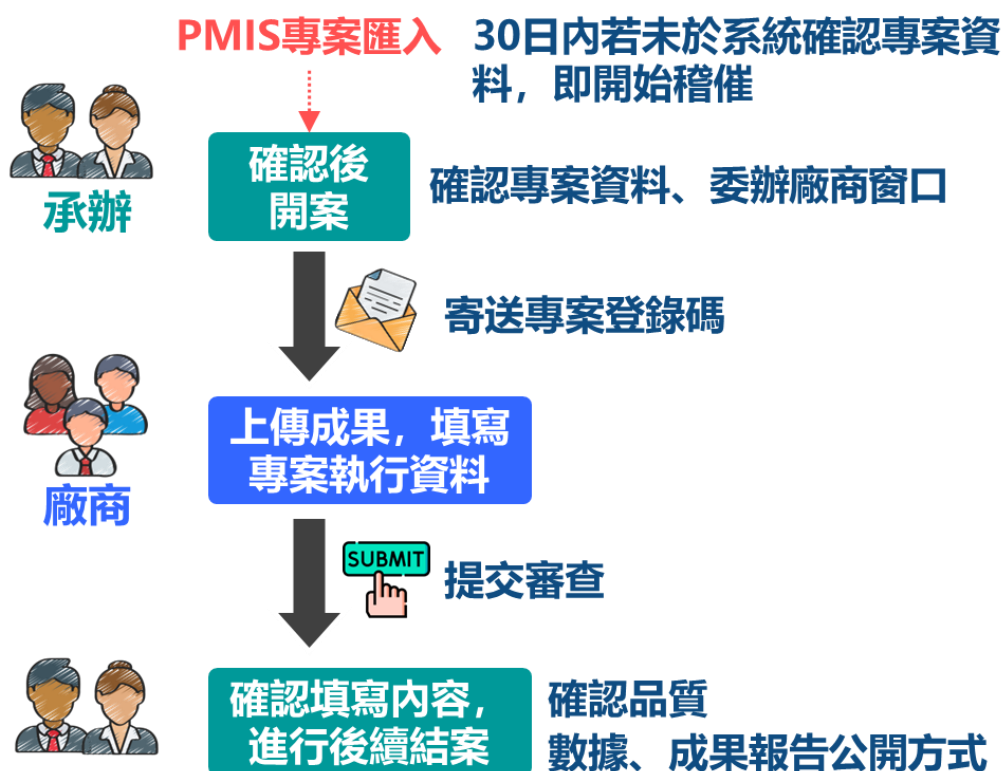 PMIS專案匯入
30日內若未於系統確認專案資
料，即開始稽催
確認後
開案
承辦
確認專案資料、委辦廠商窗口
寄送專案登錄碼
上傳成果，填寫
專案執行資料
廠商
SUBMIT
提交審查
確認填寫內容，
進行後續結案
確認品質
數據、成果報告公開方式